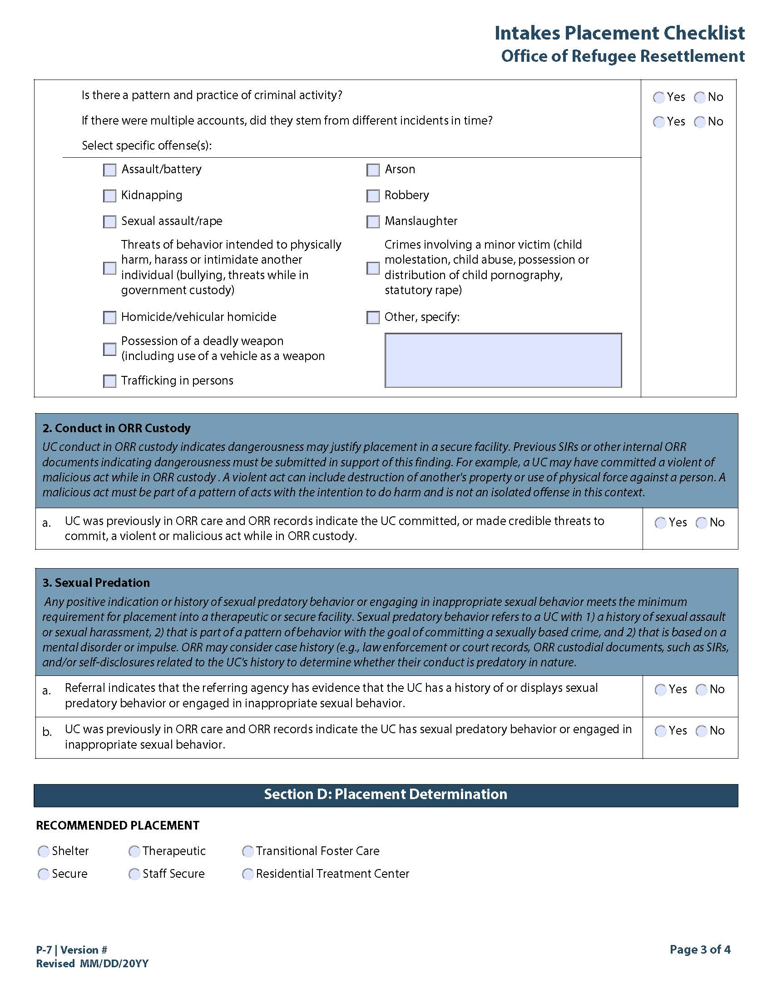 Intakes Placement Checklist
Office of Refugee Resettlement
Is there a pattern and practice of criminal activity?
Yes No
If there were multiple accounts, did they stem from different incidents in time?
Yes No
Select specific offense(s):
Assault/battery
Arson
Kidnapping
Robbery
Sexual assault/rape
Manslaughter
Threats of behavior intended to physically
harm, harass or intimidate another
individual (bullying, threats while in
government custody)
Crimes involving a minor victim (child
molestation, child abuse, possession or
distribution of child pornography,
statutory rape)
Homicide/vehicular homicide
Other, specify:
Possession of a deadly weapon
(including use of a vehicle as a weapon
Trafficking in persons
2. Conduct in ORR Custody
UC conduct in ORR custody indicates dangerousness may justify placement in a secure facility. Previous SIRs or other internal ORR
documents indicating dangerousness must be submitted in support of this finding. For example, a UC may have committed a violent of
malicious act while in ORR custody . A violent act can include destruction of another's property or use of physical force against a person. A
malicious act must be part of a pattern of acts with the intention to do harm and is not an isolated offense in this context.
a. UC was previously in ORR care and ORR records indicate the UC committed, or made credible threats to
commit, a violent or malicious act while in ORR custody.
Yes No
3. Sexual Predation
Any positive indication or history of sexual predatory behavior or engaging in inappropriate sexual behavior meets the minimum
requirement for placement into a therapeutic or secure facility. Sexual predatory behavior refers to a UC with 1) a history of sexual assault
or sexual harassment, 2) that is part of a pattern of behavior with the goal of committing a sexually based crime, and 2) that is based on a
mental disorder or impulse. ORR may consider case history (e.g., law enforcement or court records, ORR custodial documents, such as SIRs,
and/or self-disclosures related to the UC's history to determine whether their conduct is predatory in nature.
a. Referral indicates that the referring agency has evidence that the UC has a history of or displays sexual
predatory behavior or engaged in inappropriate sexual behavior.
Yes No
b. UC was previously in ORR care and ORR records indicate the UC has sexual predatory behavior or engaged in
inappropriate sexual behavior.
Yes No
Section D: Placement Determination
RECOMMENDED PLACEMENT
Shelter Therapeutic Transitional Foster Care
Secure Staff Secure Residential Treatment Center
P-7 | Version #
Page 3 of 4
Revised MM/DD/20YY